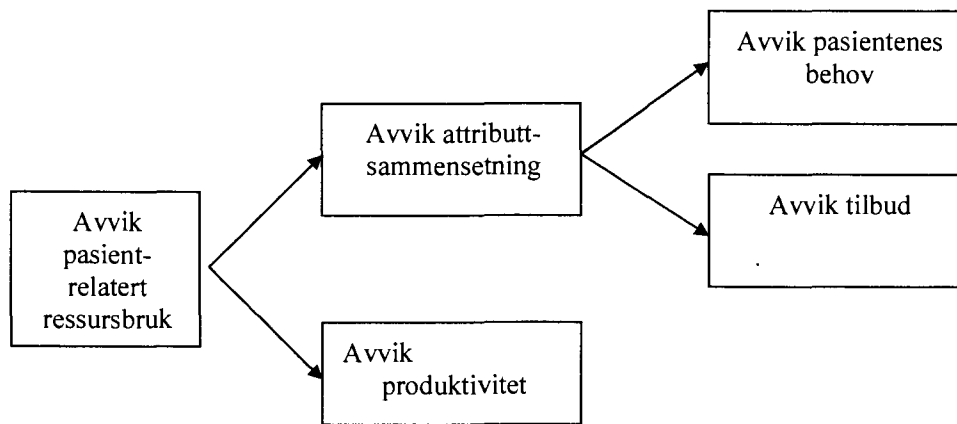 Avvik
pasient-
relatert
ressursbruk
Avvik attributt-
sammensetning
Avvik
produktivitet
Avvik pasientenes
behov
Avvik tilbud